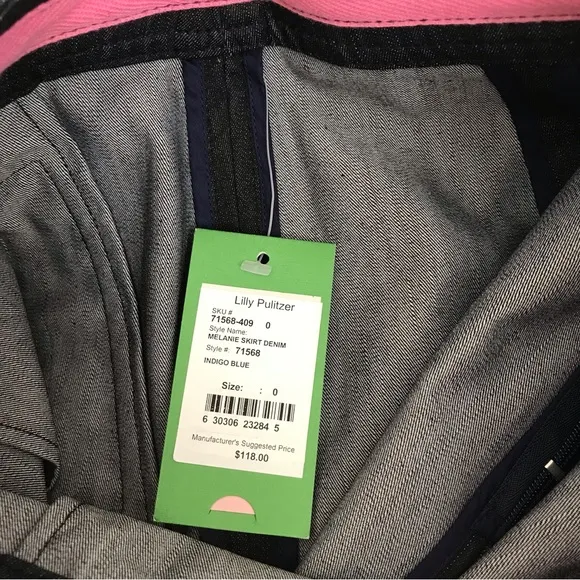 Lilly Pulitzer
SKU #
71568-409 0
Style Name:
MELANIE SKIRT DENIM
Style #: 71568
INDIGO BLUE
Size: : 0
6 30306 23284 5
Manufacturer's Suggested Price
$118.00